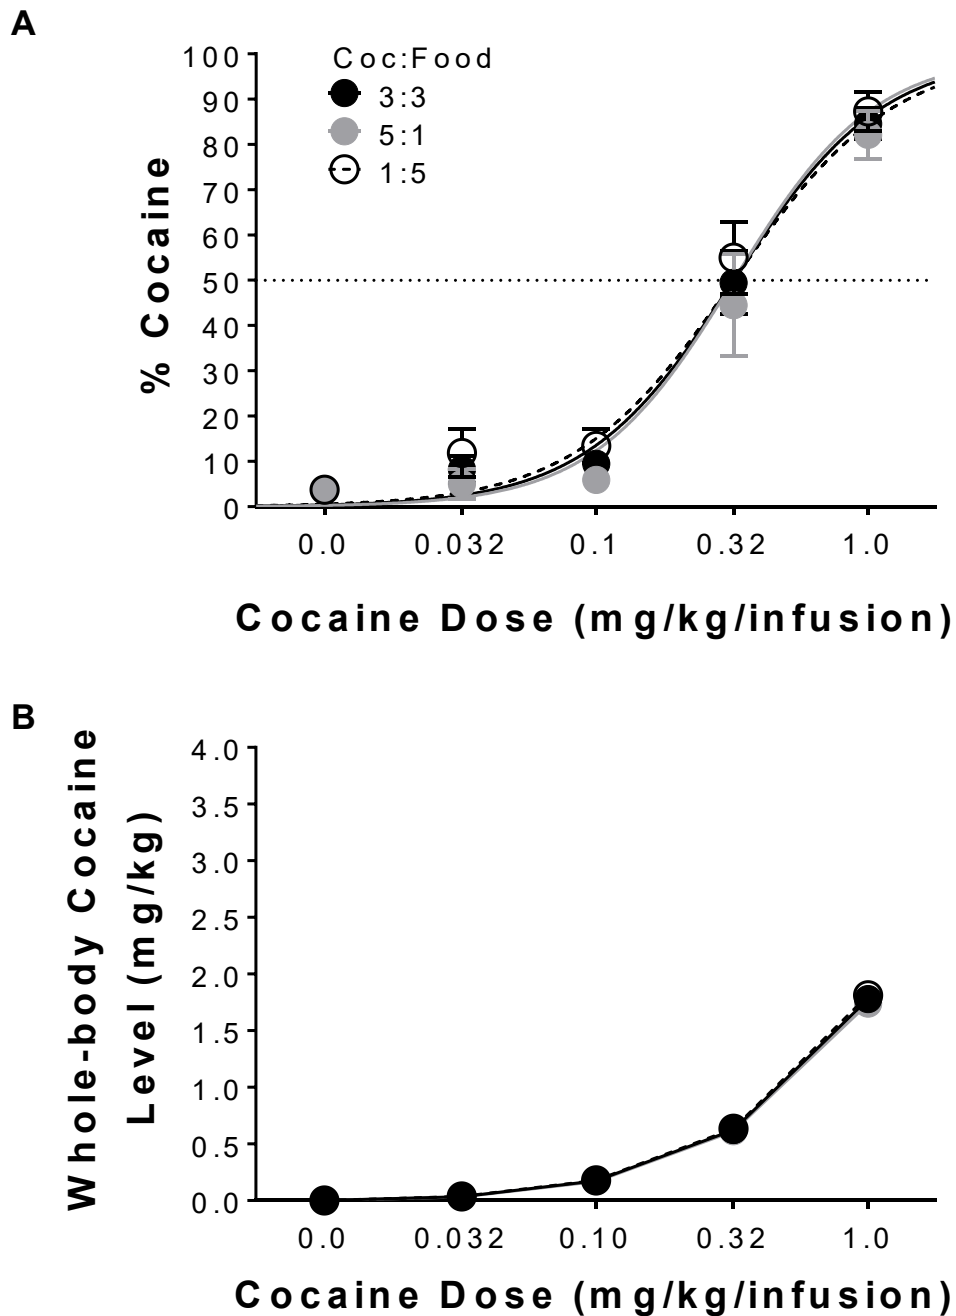 A
Coc:Food
3:3
5:1
1:5
% Cocaine
100
90
80
70
60
50
40
30
20
10
0
0.0 0.032 0.1 0.32 1.0
Cocaine Dose (mg/kg/infusion)
B
Whole-body Cocaine
Level (mg/kg)
4.0
3.5
3.0
2.5
2.0
1.5
1.0
0.5
0.0
0.0 0.032 0.10 0.32 1.0
Cocaine Dose (mg/kg/infusion)